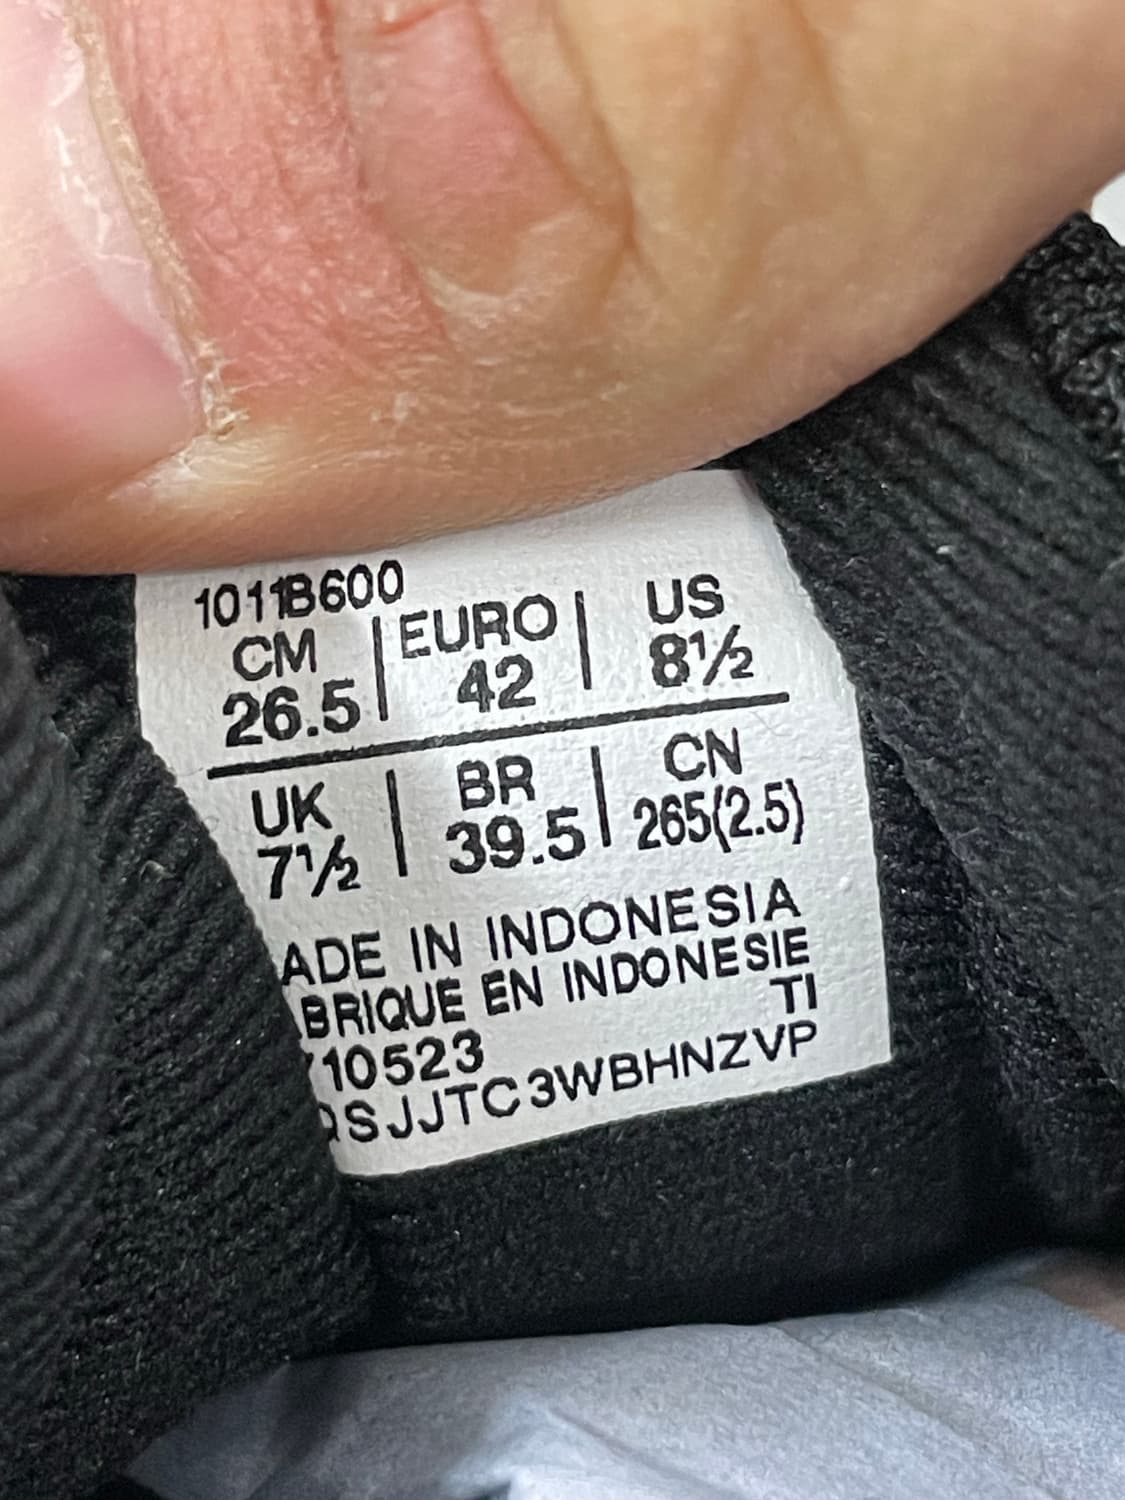 1011B600
CM | EURO | US
26.5 | 42 | 8½
UK | BR | CN
7½ | 39.5 | 265(2.5)
ADE IN INDONESIA
BRIQUE EN INDONESIE
TI
10523
SJJTC3WBHNZVP